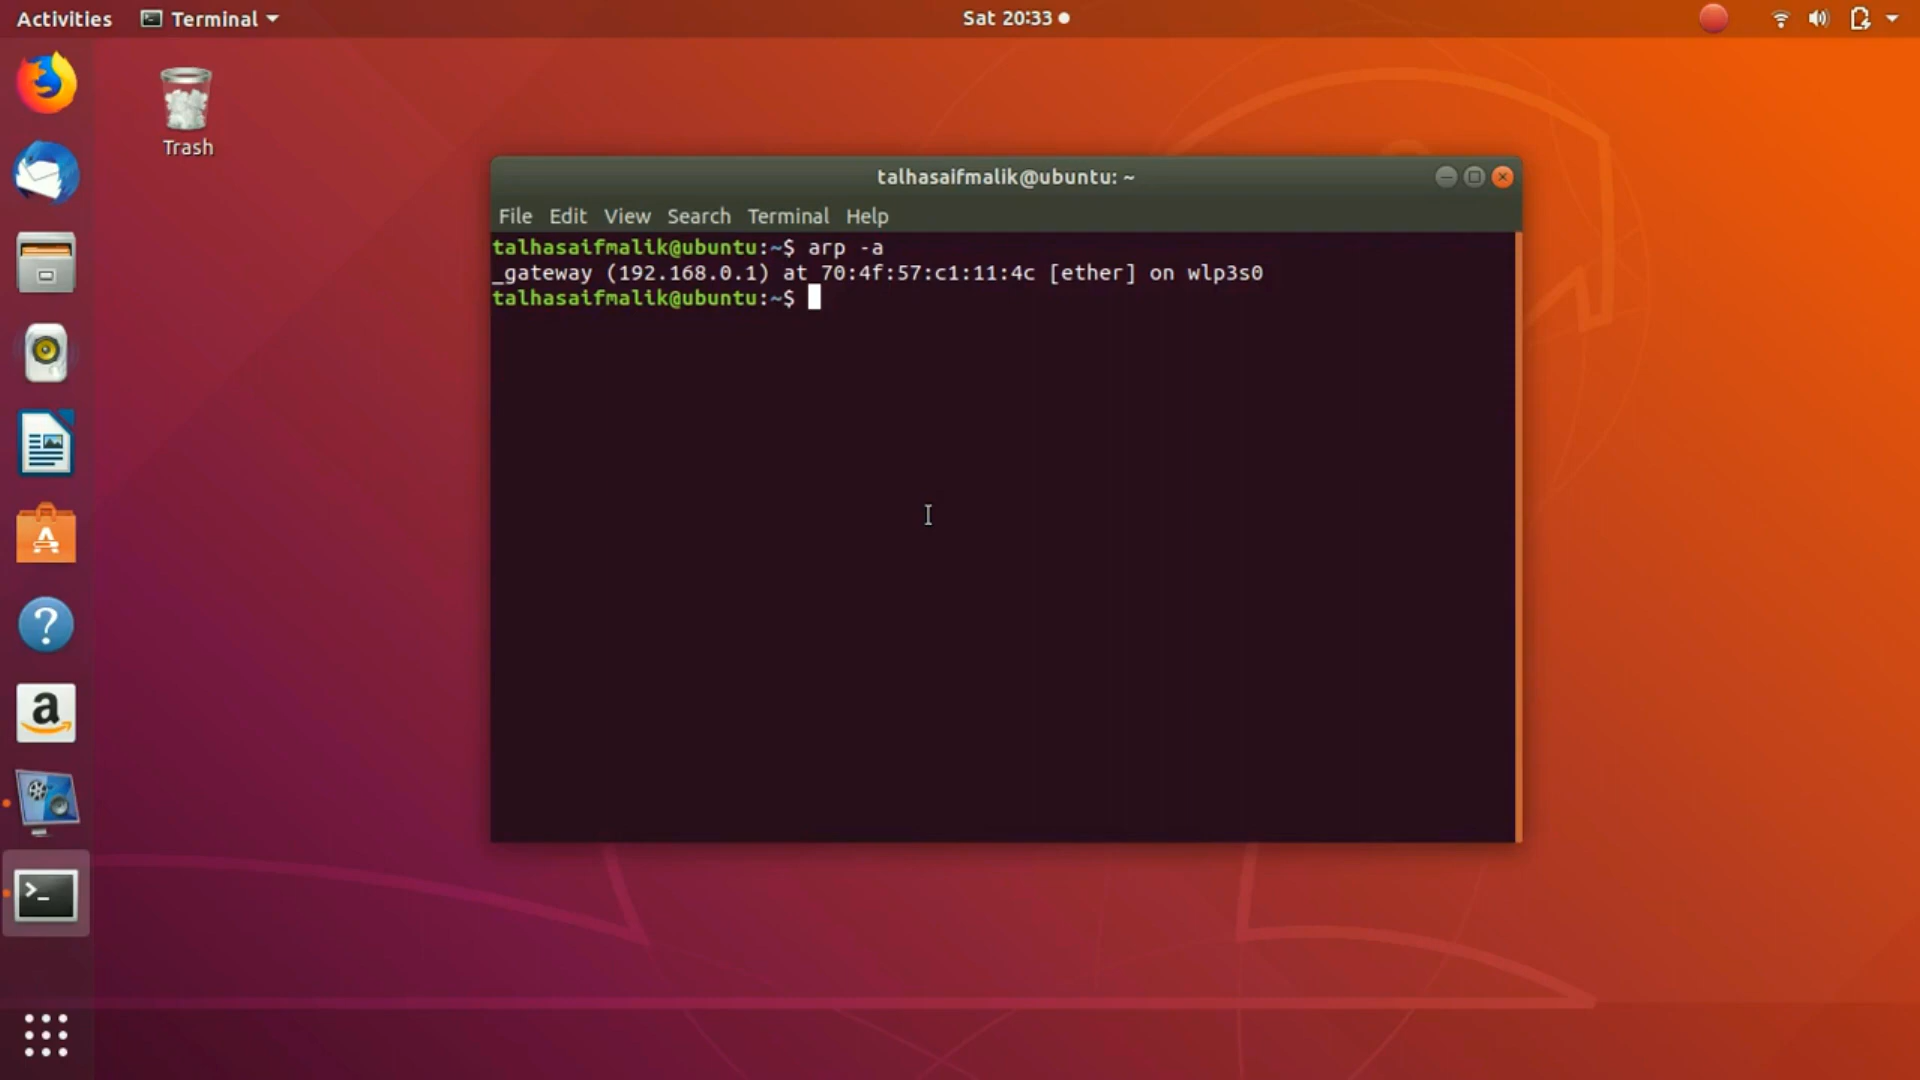 Activities Terminal Sat 20:33
Trash
talhasaifmalik@ubuntu: ~
File Edit View Search Terminal Help
talhasaifmalik@ubuntu:~$ arp -a
_gateway (192.168.0.1) at 70:4f:57:c1:11:4c [ether] on wlp3s0
talhasaifmalik@ubuntu:~$